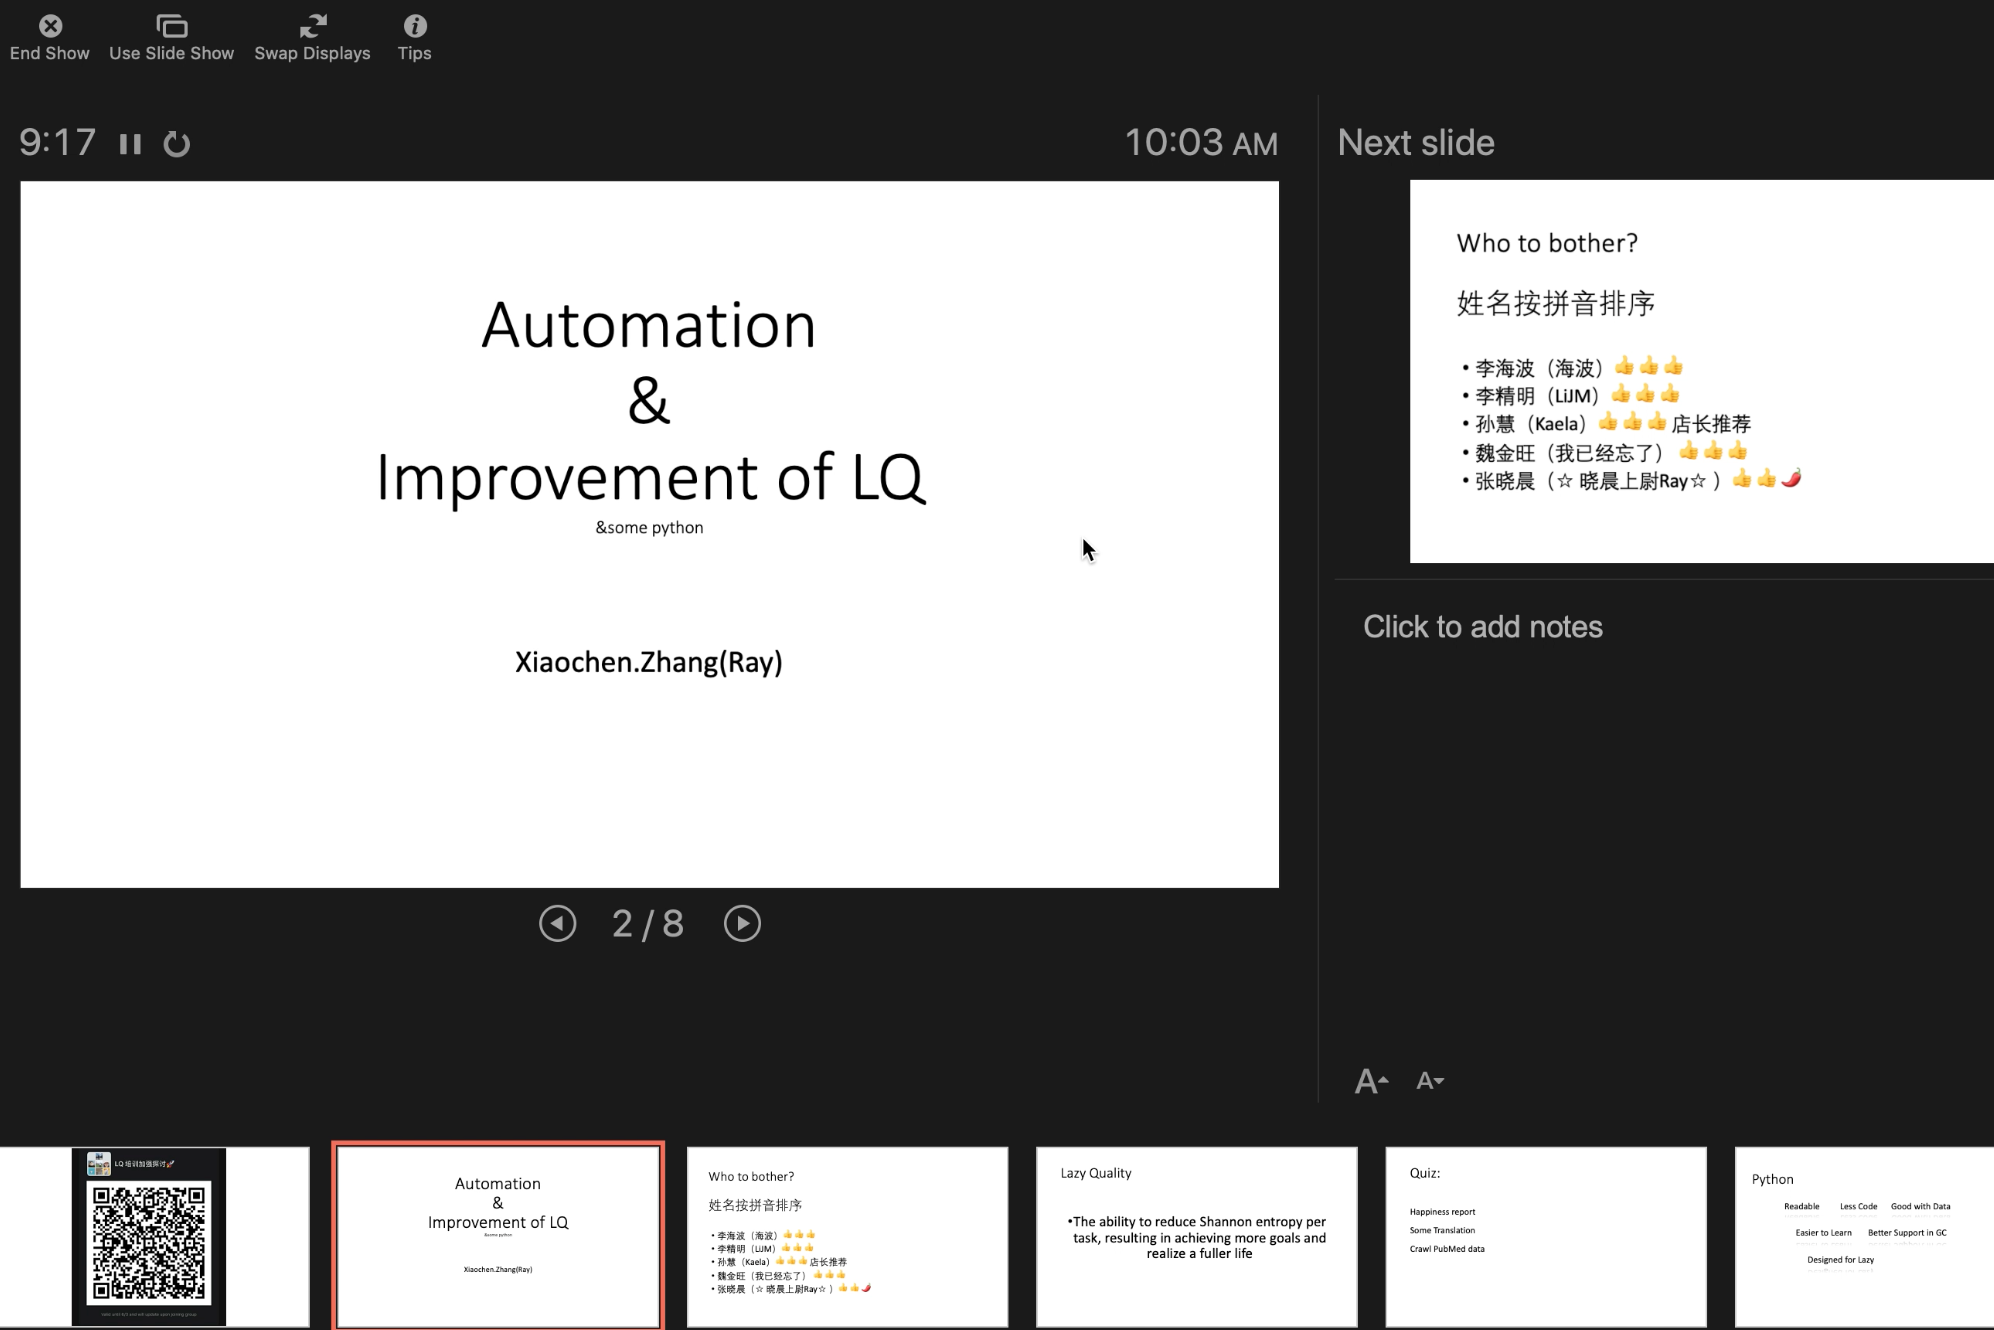 End Show Use Slide Show Swap Displays Tips
9:17
10:03 AM
Automation
&
Improvement of LQ
&some python
Xiaochen.Zhang(Ray)
2 / 8
Next slide
Who to bother?
姓名按拼音排序
• 李海波（海波）👍👍👍
• 李精明（LiJM）👍👍👍
• 孙慧（Kaela）👍👍👍店长推荐
• 魏金旺（我已经忘了）👍👍👍
• 张晓晨（☆ 晓晨上尉Ray☆ ）👍👍🌶️
Click to add notes
A A
LQ 培训加强探讨🚀
Automation
&
Improvement of LQ
&some python
Xiaochen.Zhang(Ray)
Who to bother?
姓名按拼音排序
• 李海波（海波）👍👍👍
• 李精明（LiJM）👍👍👍
• 孙慧（Kaela）👍👍👍店长推荐
• 魏金旺（我已经忘了）👍👍👍
• 张晓晨（☆ 晓晨上尉Ray☆ ）👍👍🌶️
Lazy Quality
•The ability to reduce Shannon entropy per
task, resulting in achieving more goals and
realize a fuller life
Quiz:
Happiness report
Some Translation
Crawl PubMed data
Python
Readable Less Code Good with Data
Easier to Learn Better Support in GC
Designed for Lazy